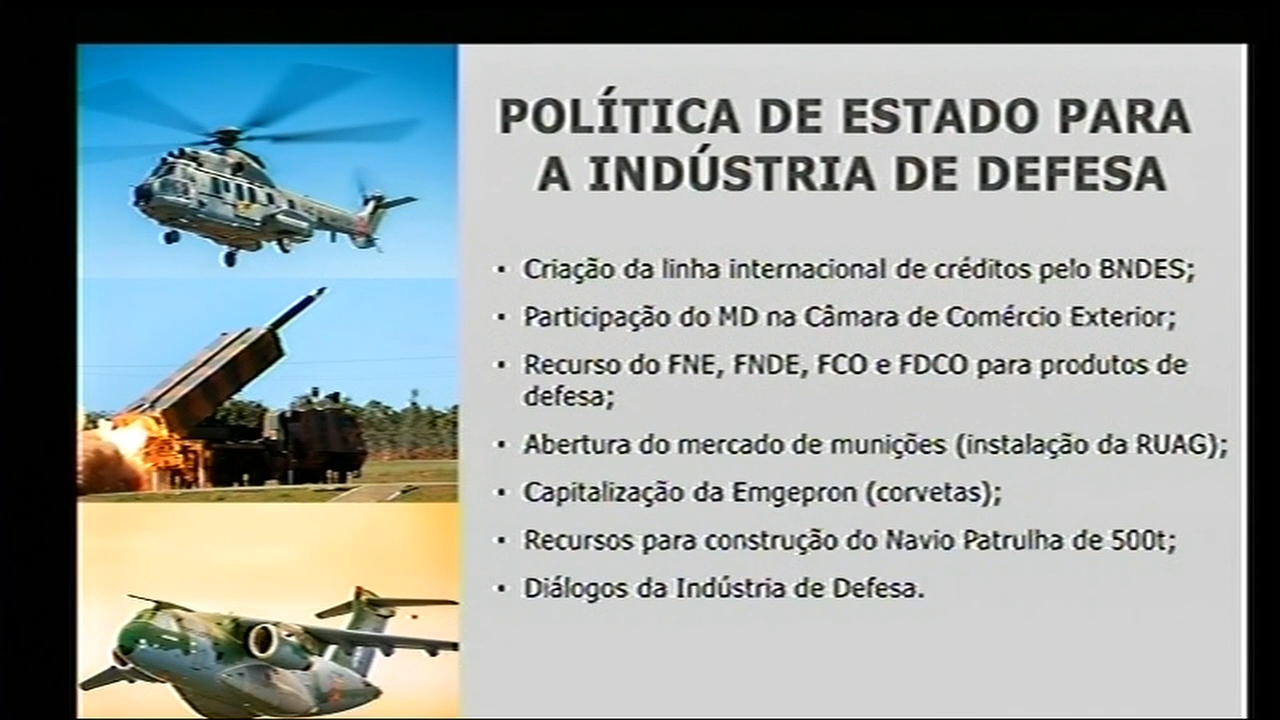 POLÍTICA DE ESTADO PARA
A INDÚSTRIA DE DEFESA
▪ Criação da linha internacional de créditos pelo BNDES;
▪ Participação do MD na Câmara de Comércio Exterior;
▪ Recurso do FNE, FNDE, FCO e FDCO para produtos de
defesa;
▪ Abertura do mercado de munições (instalação da RUAG);
▪ Capitalização da Emgepron (corvetas);
▪ Recursos para construção do Navio Patrulha de 500t;
▪ Diálogos da Indústria de Defesa.